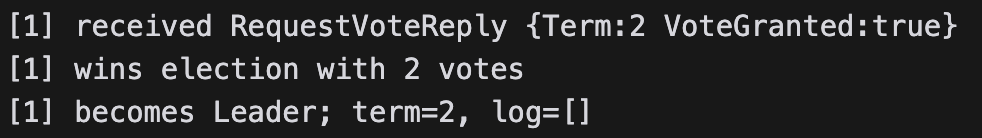 [1] received RequestVoteReply {Term:2 VoteGranted:true}
[1] wins election with 2 votes
[1] becomes Leader; term=2, log=[]